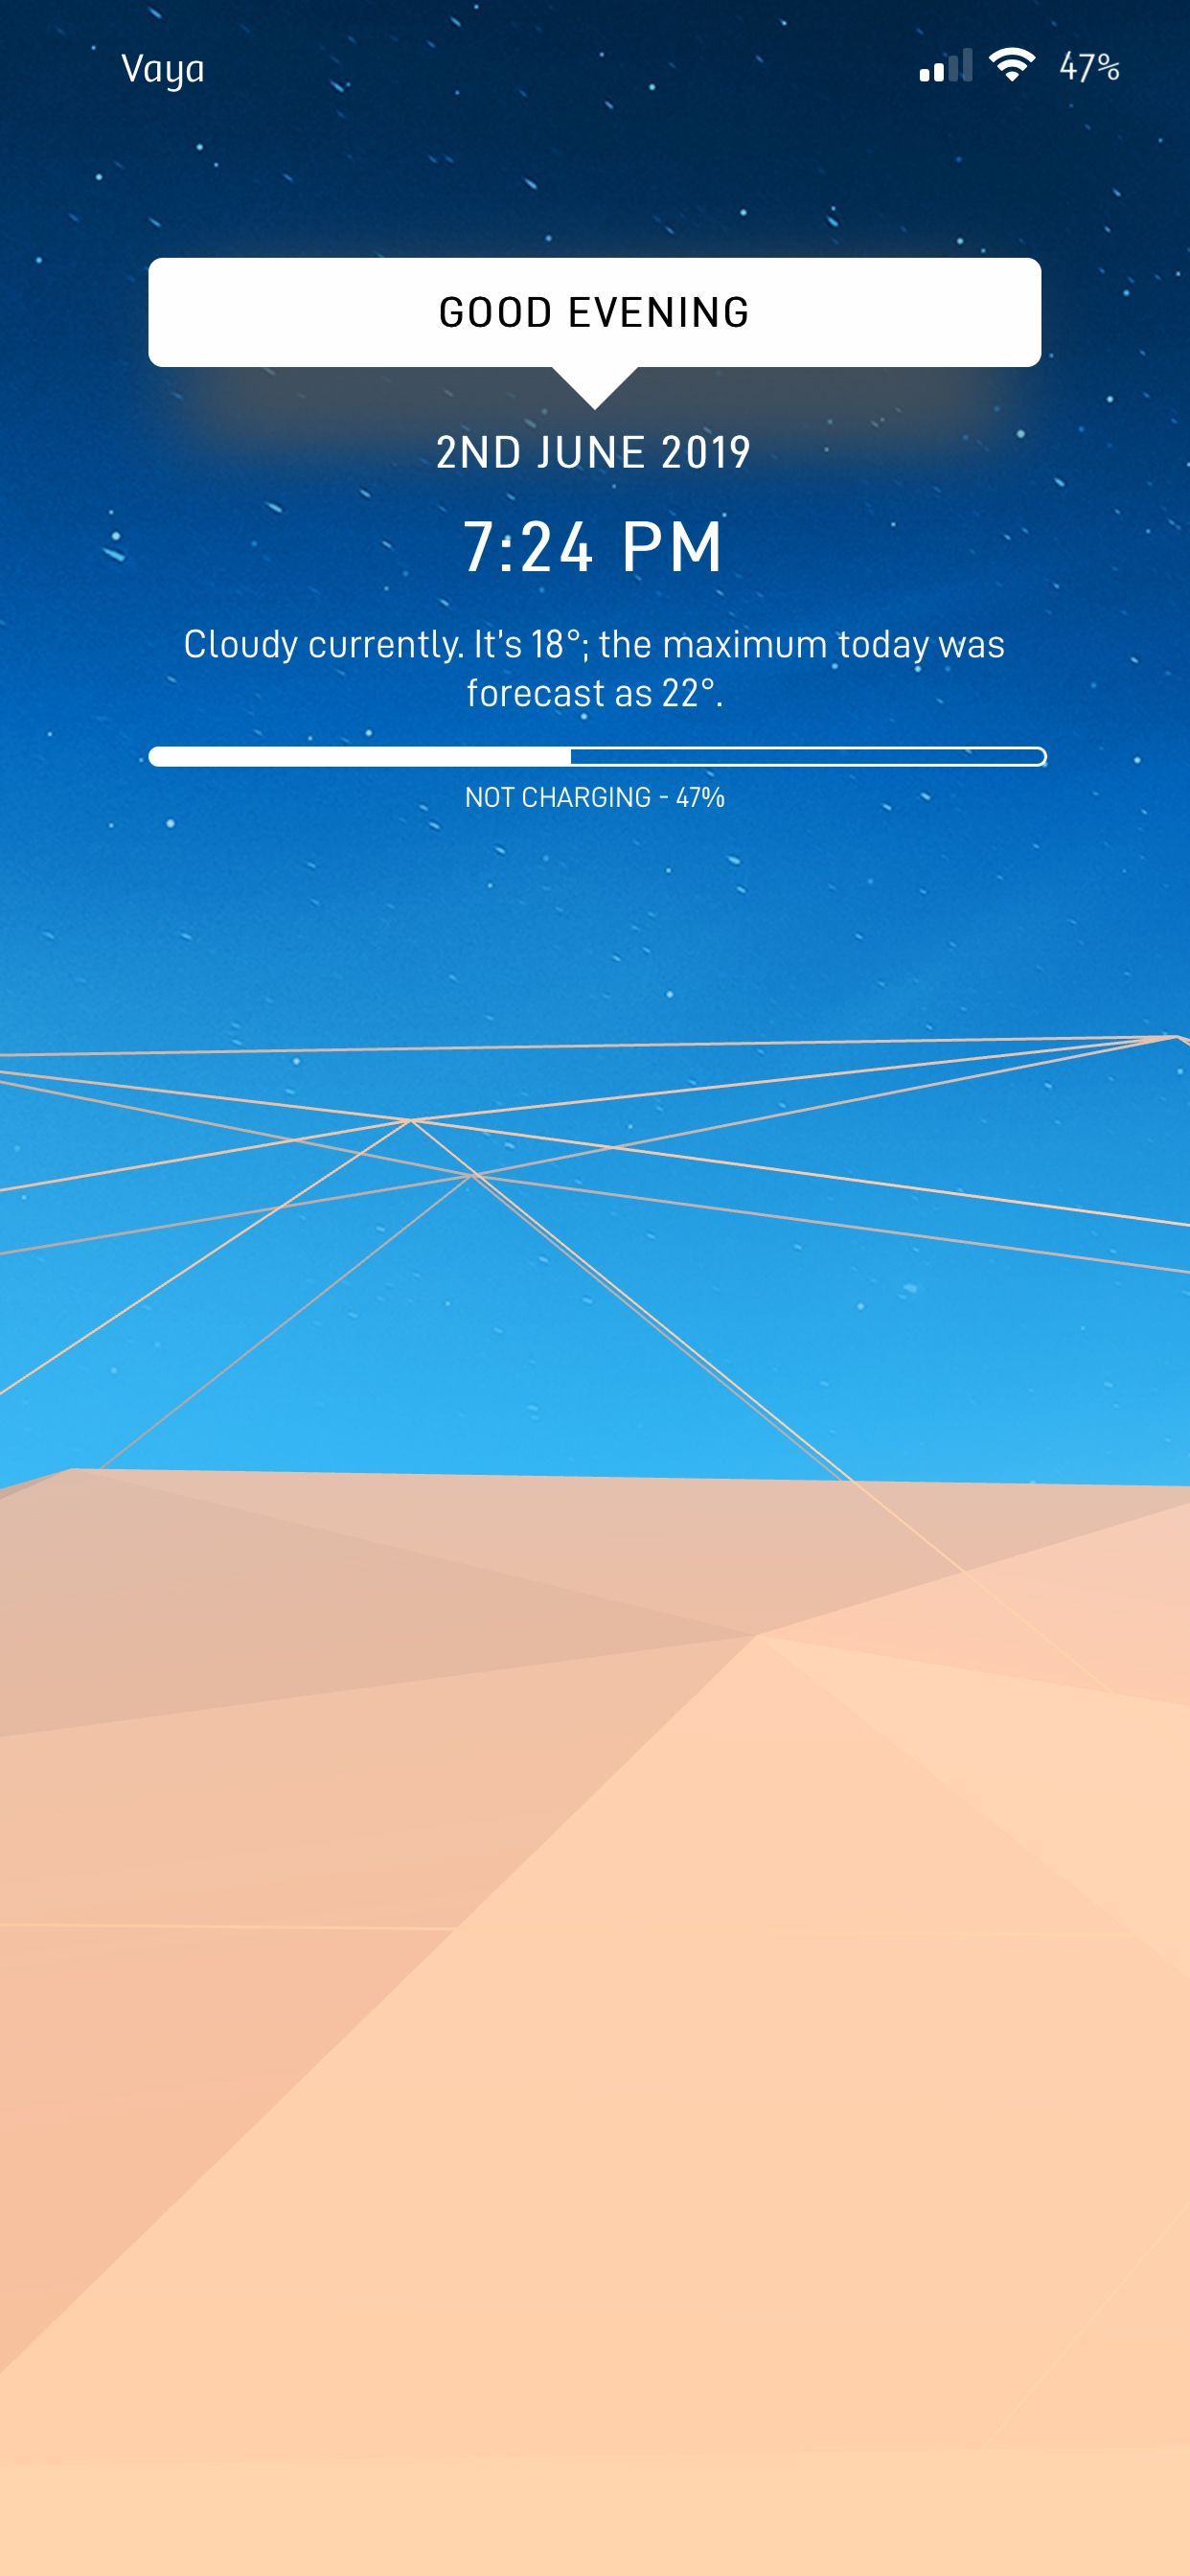 Vaya 47%
GOOD EVENING
2ND JUNE 2019
7:24 PM
Cloudy currently. It's 18°; the maximum today was
forecast as 22°.
NOT CHARGING - 47%